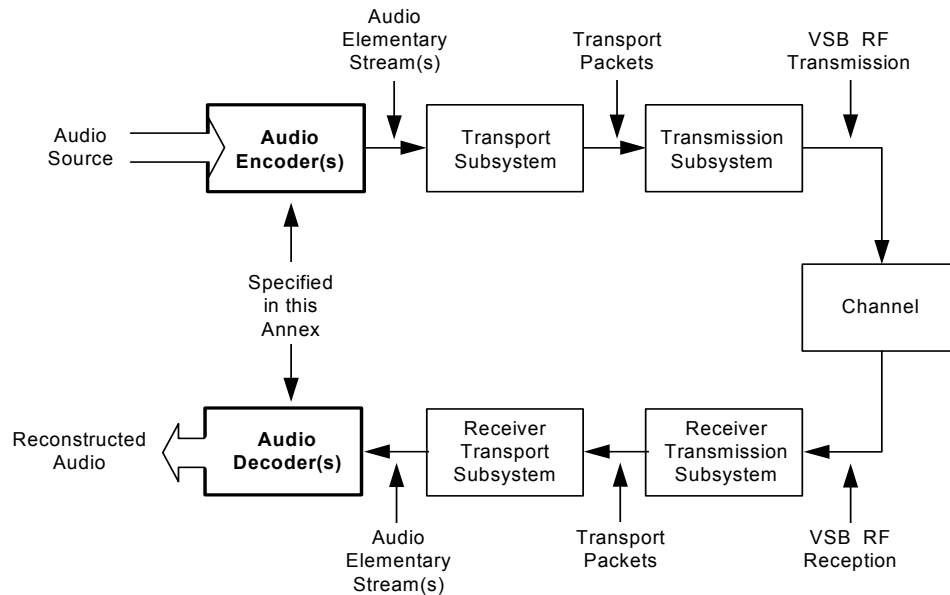 Audio
Elementary
Stream(s)
Transport
Packets
VSB RF
Transmission
Audio
Source
Audio
Encoder(s)
Transport
Subsystem
Transmission
Subsystem
Specified
in this
Annex
Channel
Reconstructed
Audio
Audio
Decoder(s)
Receiver
Transport
Subsystem
Receiver
Transmission
Subsystem
Audio
Elementary
Stream(s)
Transport
Packets
VSB RF
Reception